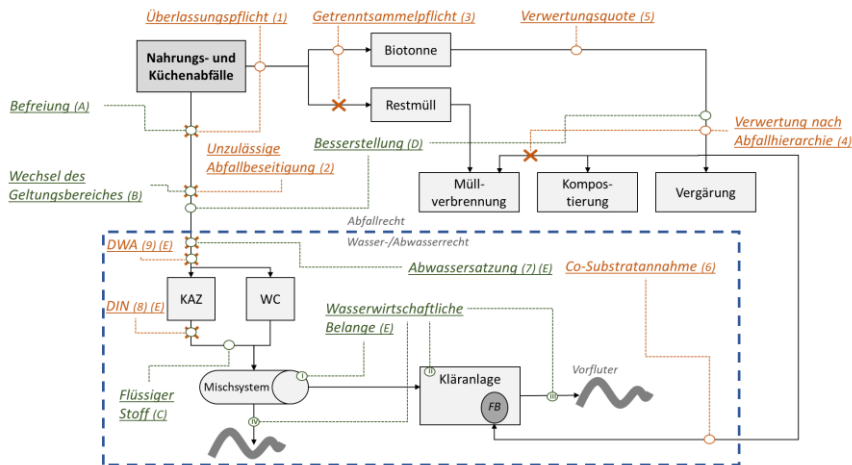 Überlassungspflicht (1)
Getrenntsammelpflicht (3)
Verwertungsquote (5)
Nahrungs- und
Küchenabfälle
Biotonne
Restmüll
Befreiung (A)
Besserstellung (D)
Verwertung nach
Abfallhierarchie (4)
Unzulässige
Abfallbeseitigung (2)
Wechsel des
Geltungsbereiches (B)
Müll-
verbrennung
Kompos-
tierung
Vergärung
Abfallrecht
Wasser-/Abwasserrecht
DWA (9) (E)
Abwassersatzung (7) (E)
Co-Substratannahme (6)
KAZ
WC
DIN (8) (E)
Wasserwirtschaftliche
Belange (E)
Flüssiger
Stoff (C)
Mischsystem
I
II
Kläranlage
FB
III
Vorfluter
IV